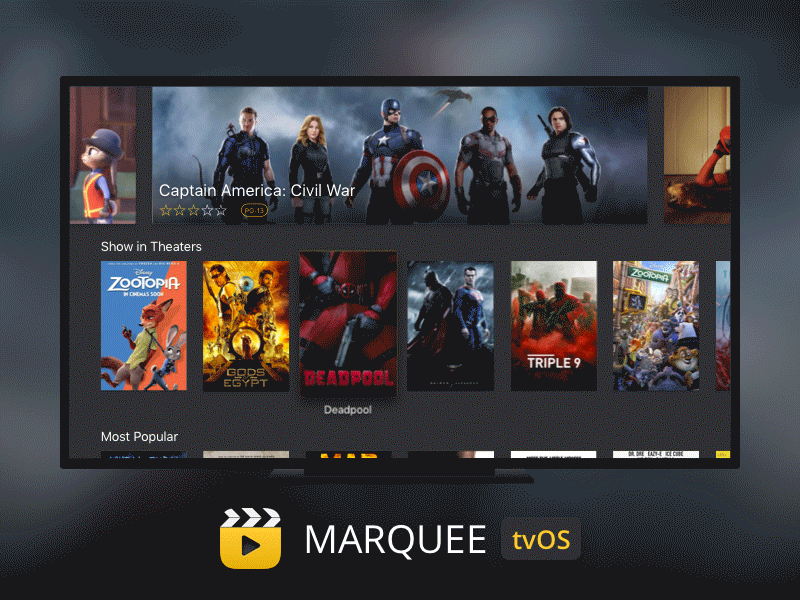 Captain America: Civil War
PG-13
Show in Theaters
Disney
ZOOTOPIA
IN CINEMAS SOON
GODS
EGYPT
DEADPOOL
TRIPLE 9
ZOOTOPIA
Deadpool
Most Popular
DR. DRE EAZY-E ICE CUBE
MARQUEE tvOS